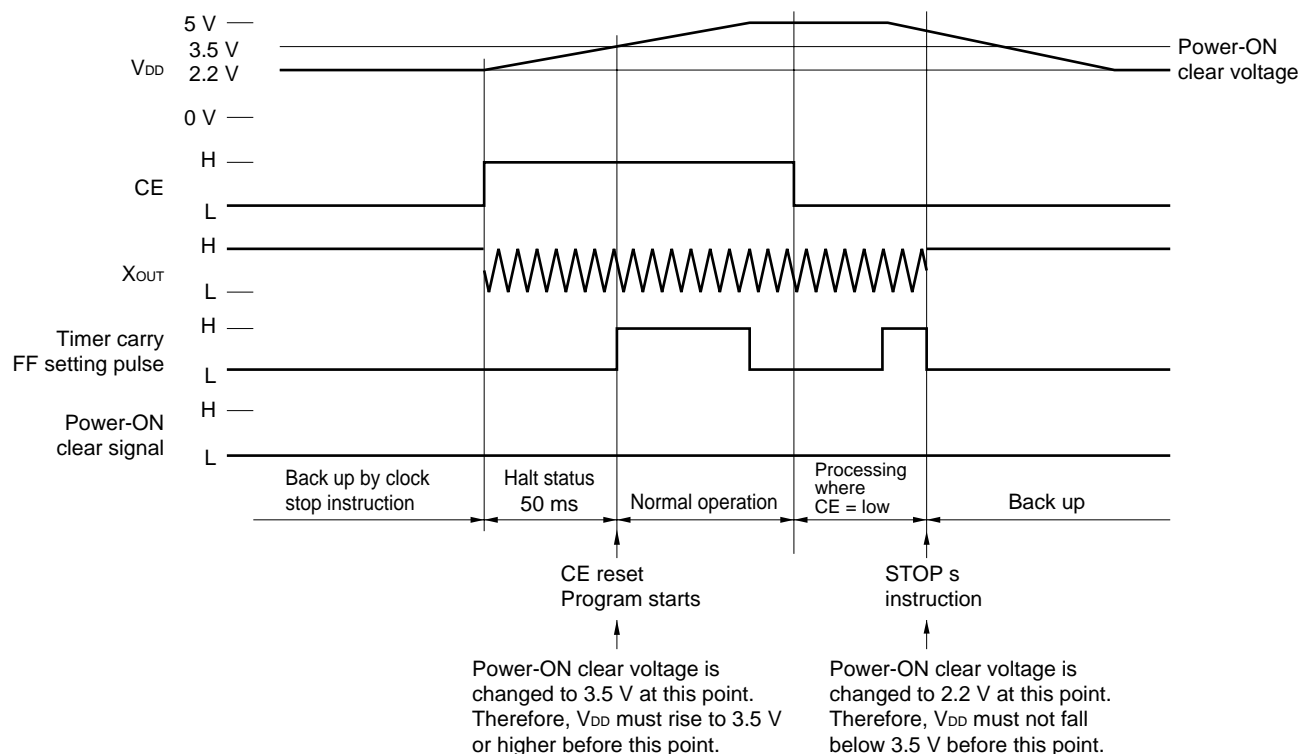 5 V
3.5 V
VDD
2.2 V
0 V
Power-ON
clear voltage
H
CE
L
H
XOUT
L
H
Timer carry
FF setting pulse
L
H
Power-ON
clear signal
L
Back up by clock
stop instruction
Halt status
50 ms
Normal operation
Processing
where
CE = low
Back up
CE reset
Program starts
STOP s
instruction
Power-ON clear voltage is
changed to 3.5 V at this point.
Therefore, VDD must rise to 3.5 V
or higher before this point.
Power-ON clear voltage is
changed to 2.2 V at this point.
Therefore, VDD must not fall
below 3.5 V before this point.